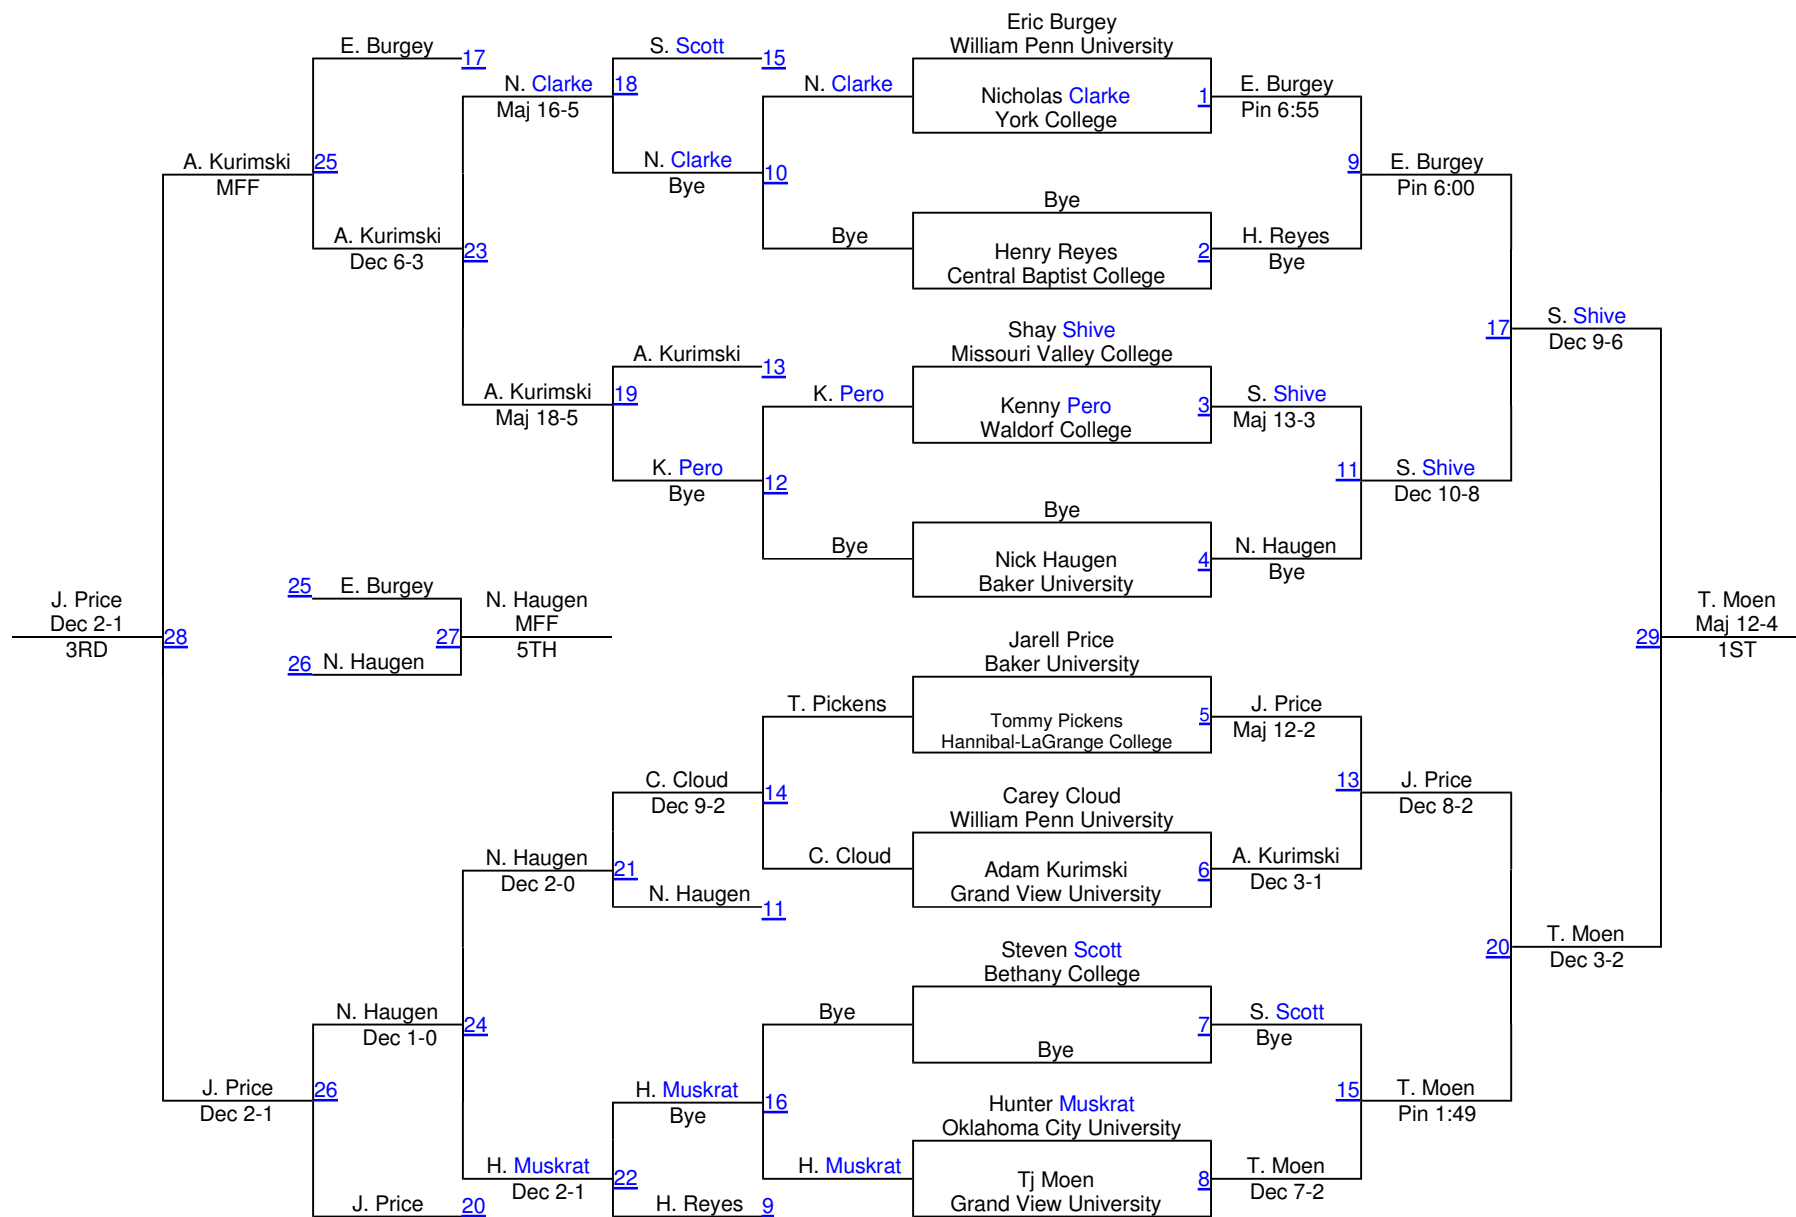 Eric Burgey
E. Burgey
17
S. Scott
15
William Penn University
N. Clarke
18
N. Clarke
Nicholas Clarke
1
E. Burgey
Maj 16-5
York College
Pin 6:55
A. Kurimski
25
N. Clarke
10
9
E. Burgey
MFF
Bye
Pin 6:00
Bye
A. Kurimski
23
Bye
Henry Reyes
2
H. Reyes
Dec 6-3
Central Baptist College
Bye
Shay Shive
17
S. Shive
A. Kurimski
13
Missouri Valley College
Dec 9-6
A. Kurimski
19
K. Pero
Kenny Pero
3
S. Shive
Maj 18-5
Waldorf College
Maj 13-3
K. Pero
12
11
S. Shive
Bye
Dec 10-8
Bye
Bye
Nick Haugen
4
N. Haugen
Baker University
Bye
25
E. Burgey
J. Price
N. Haugen
T. Moen
Dec 2-1
MFF
Maj 12-4
3RD
28
27
5TH
29
1ST
26
N. Haugen
Jarell Price
Baker University
T. Pickens
Tommy Pickens
5
J. Price
Hannibal-LaGrange College
Maj 12-2
C. Cloud
14
13
J. Price
Dec 9-2
Carey Cloud
Dec 8-2
William Penn University
N. Haugen
21
C. Cloud
Adam Kurimski
6
A. Kurimski
Dec 2-0
Grand View University
Dec 3-1
N. Haugen
11
Steven Scott
20
T. Moen
Bethany College
Dec 3-2
N. Haugen
24
Bye
7
S. Scott
Dec 1-0
Bye
Bye
J. Price
26
H. Muskrat
16
Hunter Muskrat
15
T. Moen
Dec 2-1
Bye
Oklahoma City University
Pin 1:49
H. Muskrat
22
H. Muskrat
Tj Moen
8
T. Moen
Dec 2-1
Grand View University
Dec 7-2
J. Price
20
H. Reyes
9